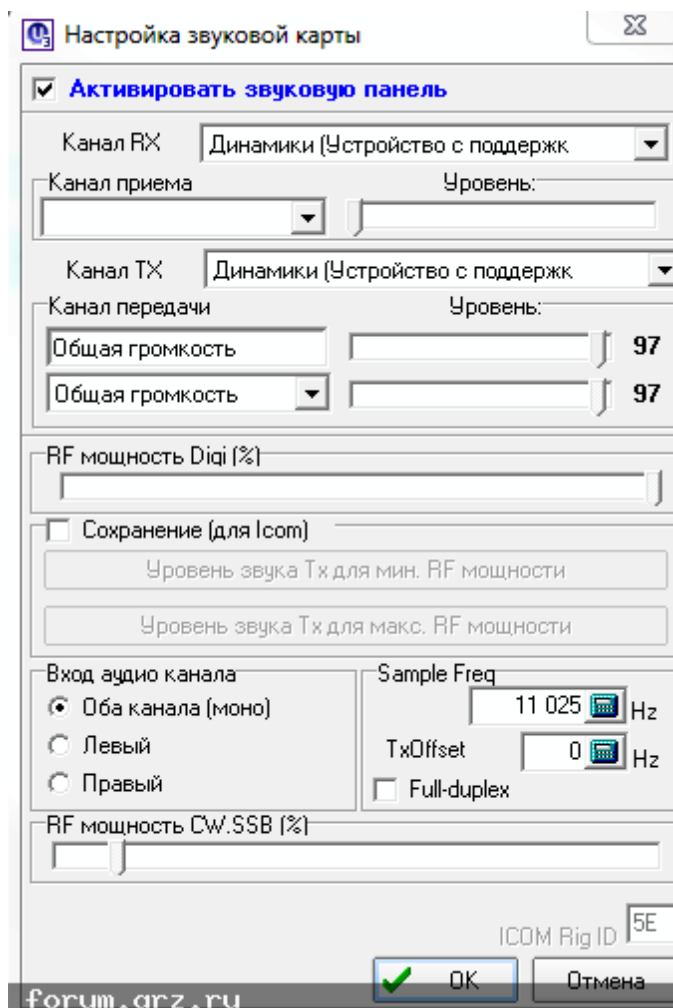 Настройка звуковой карты
Активировать звуковую панель
Канал RX Динамики (Устройство с поддержк
Канал приема Уровень:
Канал TX Динамики (Устройство с поддержк
Канал передачи Уровень:
Общая громкость 97
Общая громкость 97
RF мощность Digi (%)
Сохранение (для Icom)
Уровень звука Tx для мин. RF мощности
Уровень звука Tx для макс. RF мощности
Вход аудио канала Sample Freq
Оба канала (моно) 11 025 Hz
Левый TxOffset 0 Hz
Правый Full-duplex
RF мощность CW.SSB (%)
ICOM Rig ID 5E
OK Отмена
forum.qrz.ru